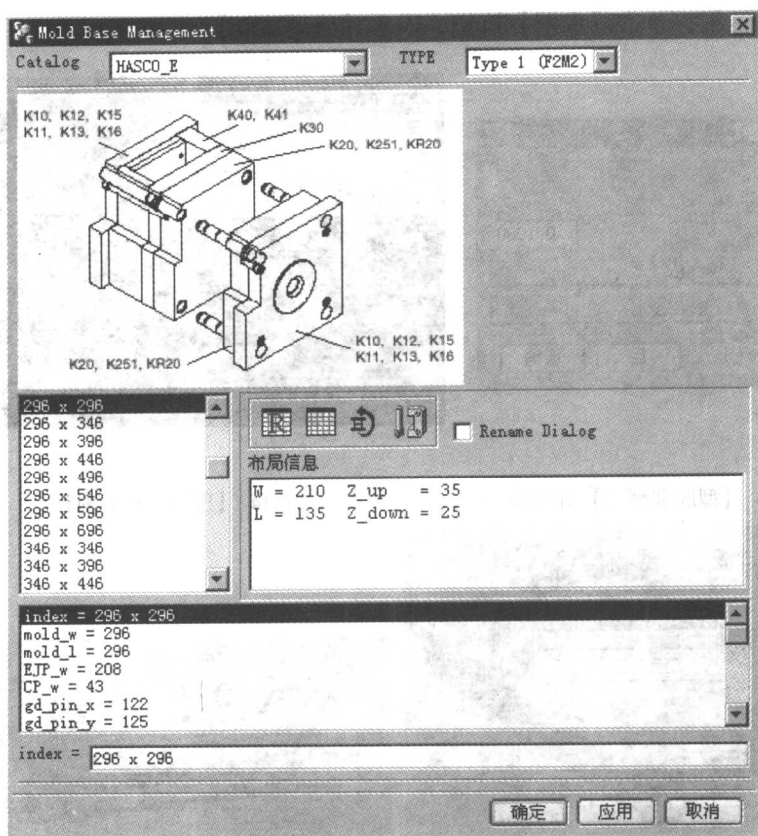 Mold Base Management
Catalog HASCO_E TYPE Type 1 (F2M2)
K10, K12, K15
K11, K13, K16
K40, K41
K30
K20, K251, KR20
K20, K251, KR20
K10, K12, K15
K11, K13, K16
296 x 296
296 x 346
296 x 396
296 x 446
296 x 496
296 x 546
296 x 596
296 x 696
346 x 346
346 x 396
346 x 446
Rename Dialog
布局信息
W = 210 Z_up = 35
L = 135 Z_down = 25
index = 296 x 296
mold_w = 296
mold_l = 296
EJP_w = 208
CP_w = 43
gd_pin_x = 122
gd_pin_y = 125
index = 296 x 296
确定 应用 取消